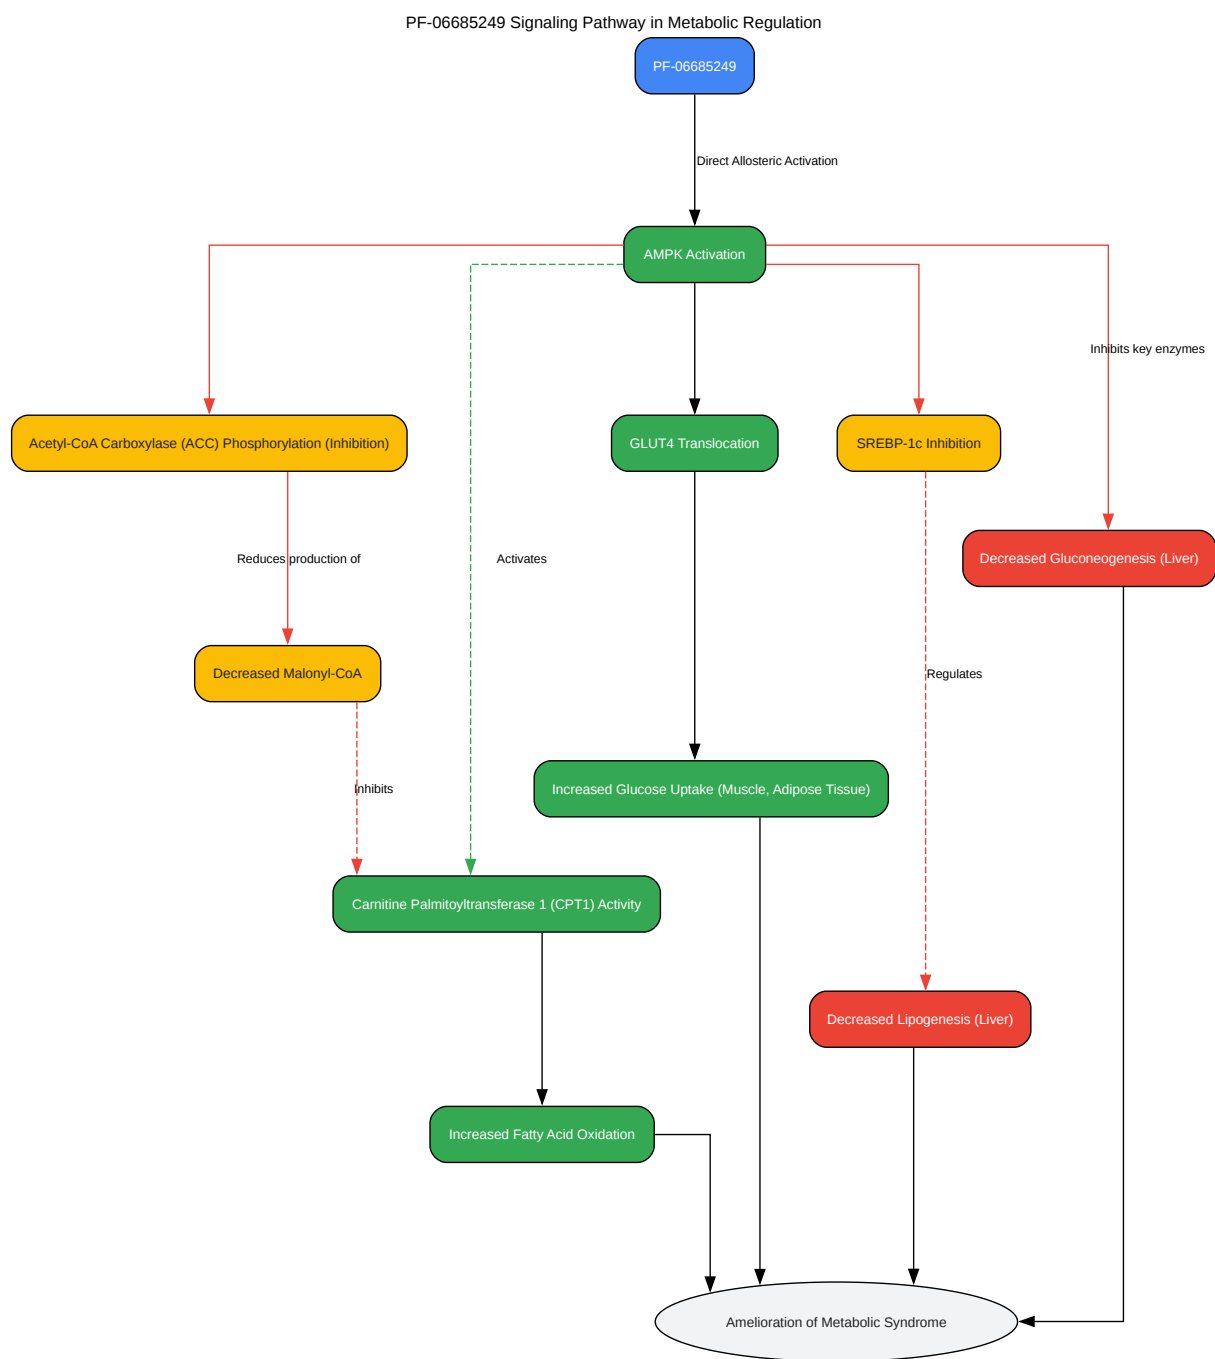 PF-06685249 Signaling Pathway in Metabolic Regulation
PF-06685249
Direct Allosteric Activation
AMPK Activation
Inhibits key enzymes
Acetyl-CoA Carboxylase (ACC) Phosphorylation (Inhibition)
GLUT4 Translocation
SREBP-1c Inhibition
Reduces production of
Activates
Decreased Gluconeogenesis (Liver)
Decreased Malonyl-CoA
Regulates
Inhibits
Increased Glucose Uptake (Muscle, Adipose Tissue)
Carnitine Palmitoyltransferase 1 (CPT1) Activity
Decreased Lipogenesis (Liver)
Increased Fatty Acid Oxidation
Amelioration of Metabolic Syndrome